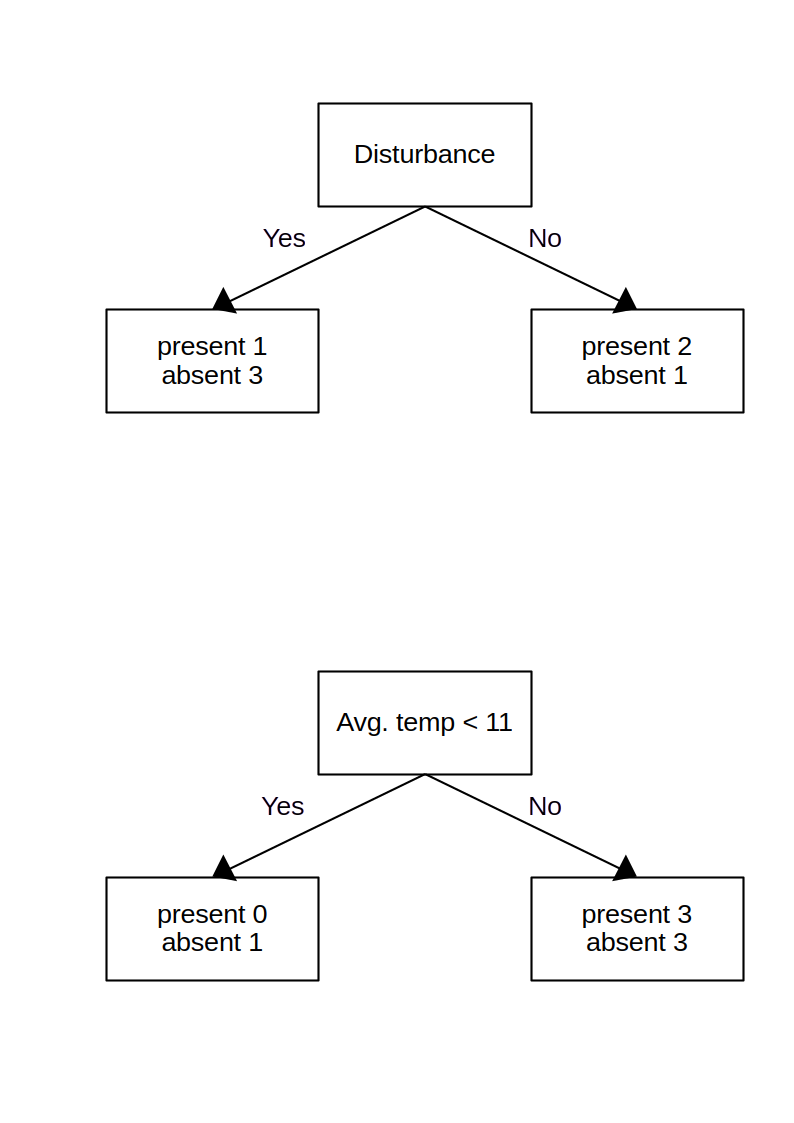 Disturbance
Yes
No
present 1
absent 3
present 2
absent 1
Avg. temp < 11
Yes
No
present 0
absent 1
present 3
absent 3